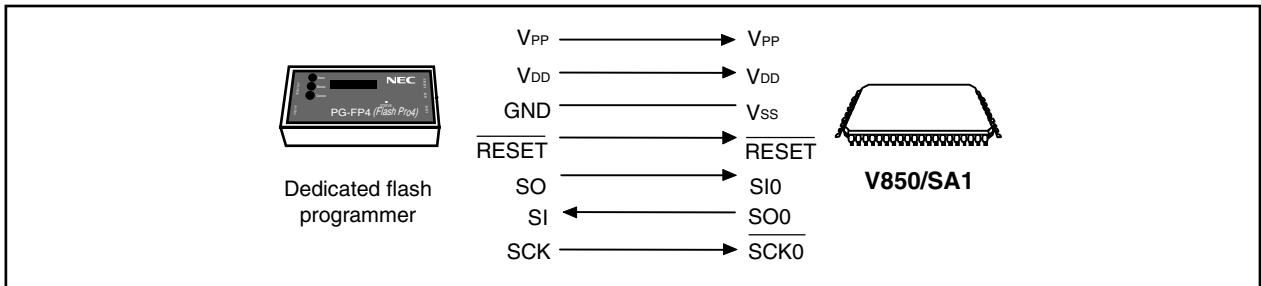 VPP VPP
VDD VDD
GND VSS
RESET RESET
SO SI0
SI SO0
SCK SCK0
NEC
PG-FP4 (Flash Pro4)
Dedicated flash
programmer
V850/SA1